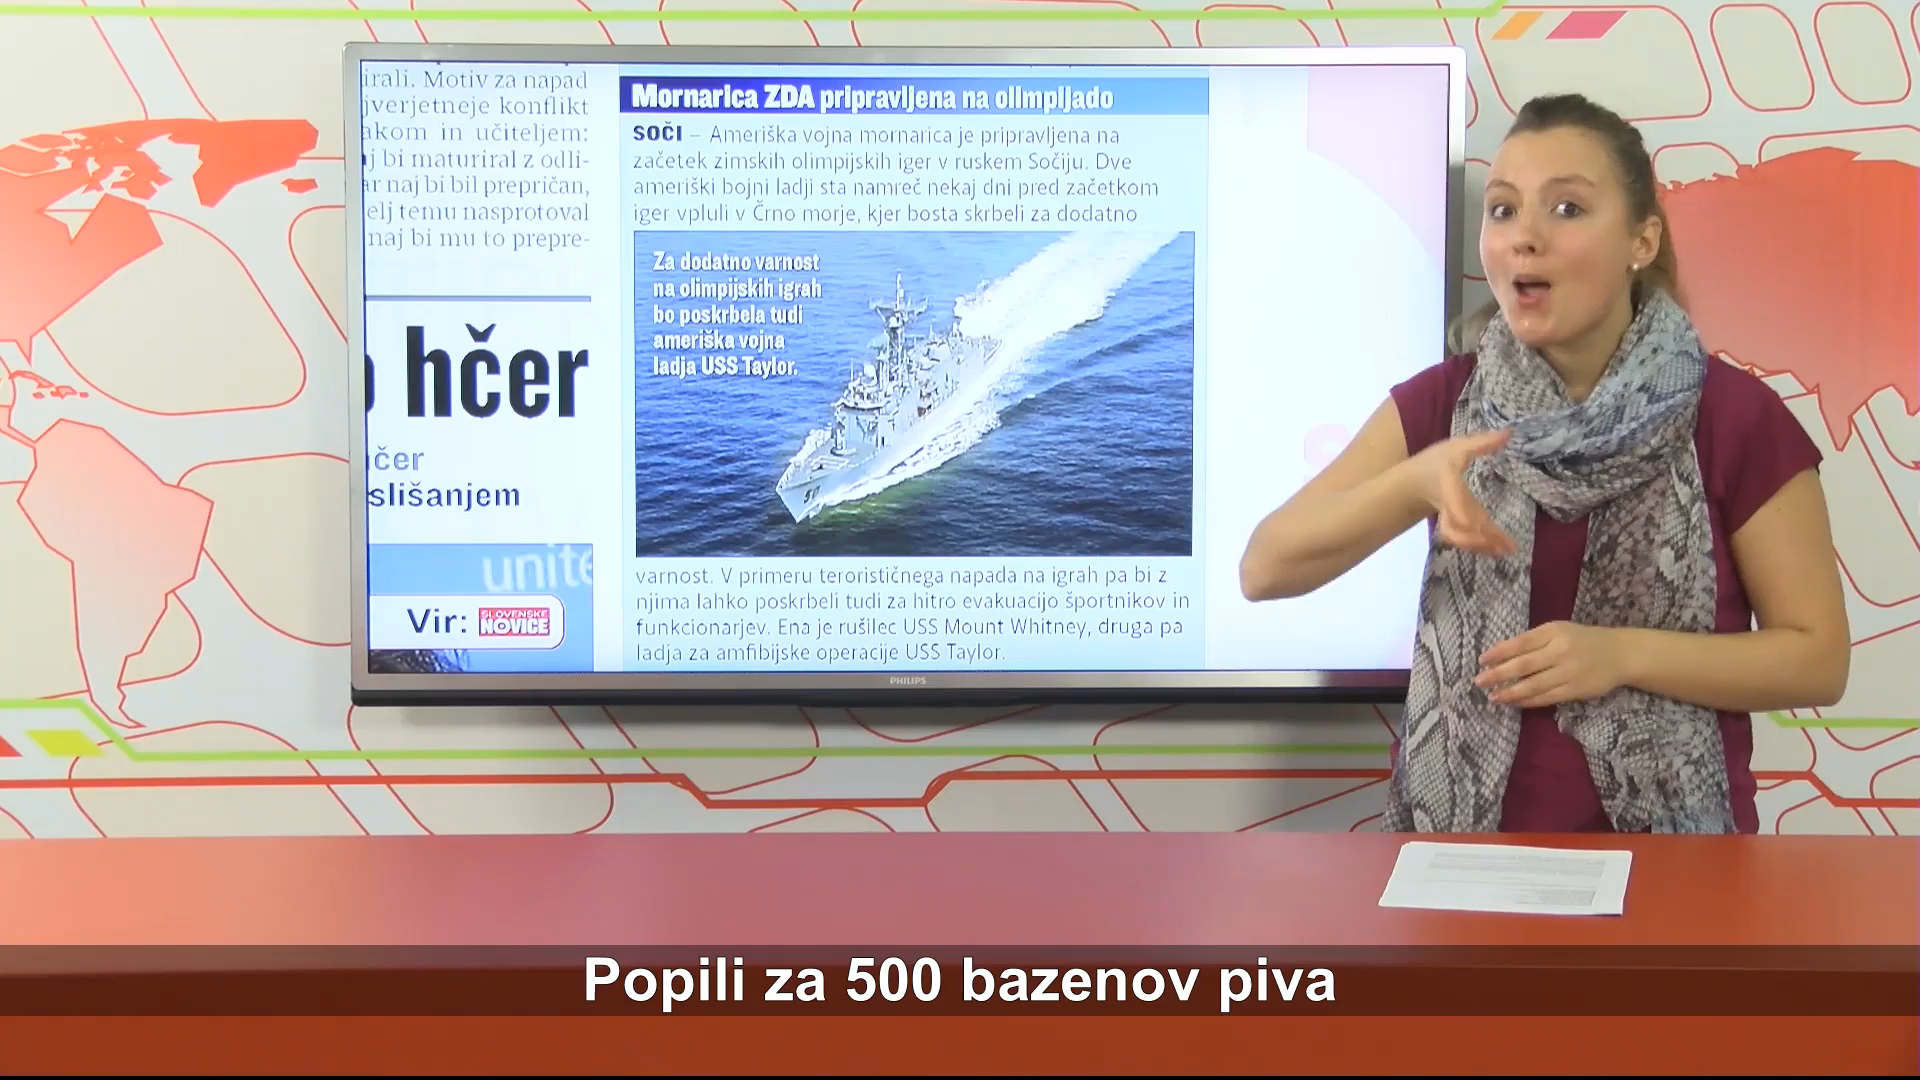 irali. Motiv za napad
jverjetneje konflikt
akom in učiteljem:
j bi maturiral z odli-
ar naj bi bil prepričan,
elj temu nasprotoval
naj bi mu to prepre-
hčer
čer
slišanjem
unite
Vir: SLOVENSKE NOVICE
Mornarica ZDA pripravljena na olimpijado
SOČI – Ameriška vojna mornarica je pripravljena na
začetek zimskih olimpijskih iger v ruskem Sočiju. Dve
ameriški bojni ladji sta namreč nekaj dni pred začetkom
iger vpluli v Črno morje, kjer bosta skrbeli za dodatno
Za dodatno varnost
na olimpijskih igrah
bo poskrbela tudi
ameriška vojna
ladja USS Taylor.
varnost. V primeru terorističnega napada na igrah pa bi z
njima lahko poskrbeli tudi za hitro evakuacijo športnikov in
funkcionarjev. Ena je rušilec USS Mount Whitney, druga pa
ladja za amfibijske operacije USS Taylor.
PHILIPS
Popili za 500 bazenov piva